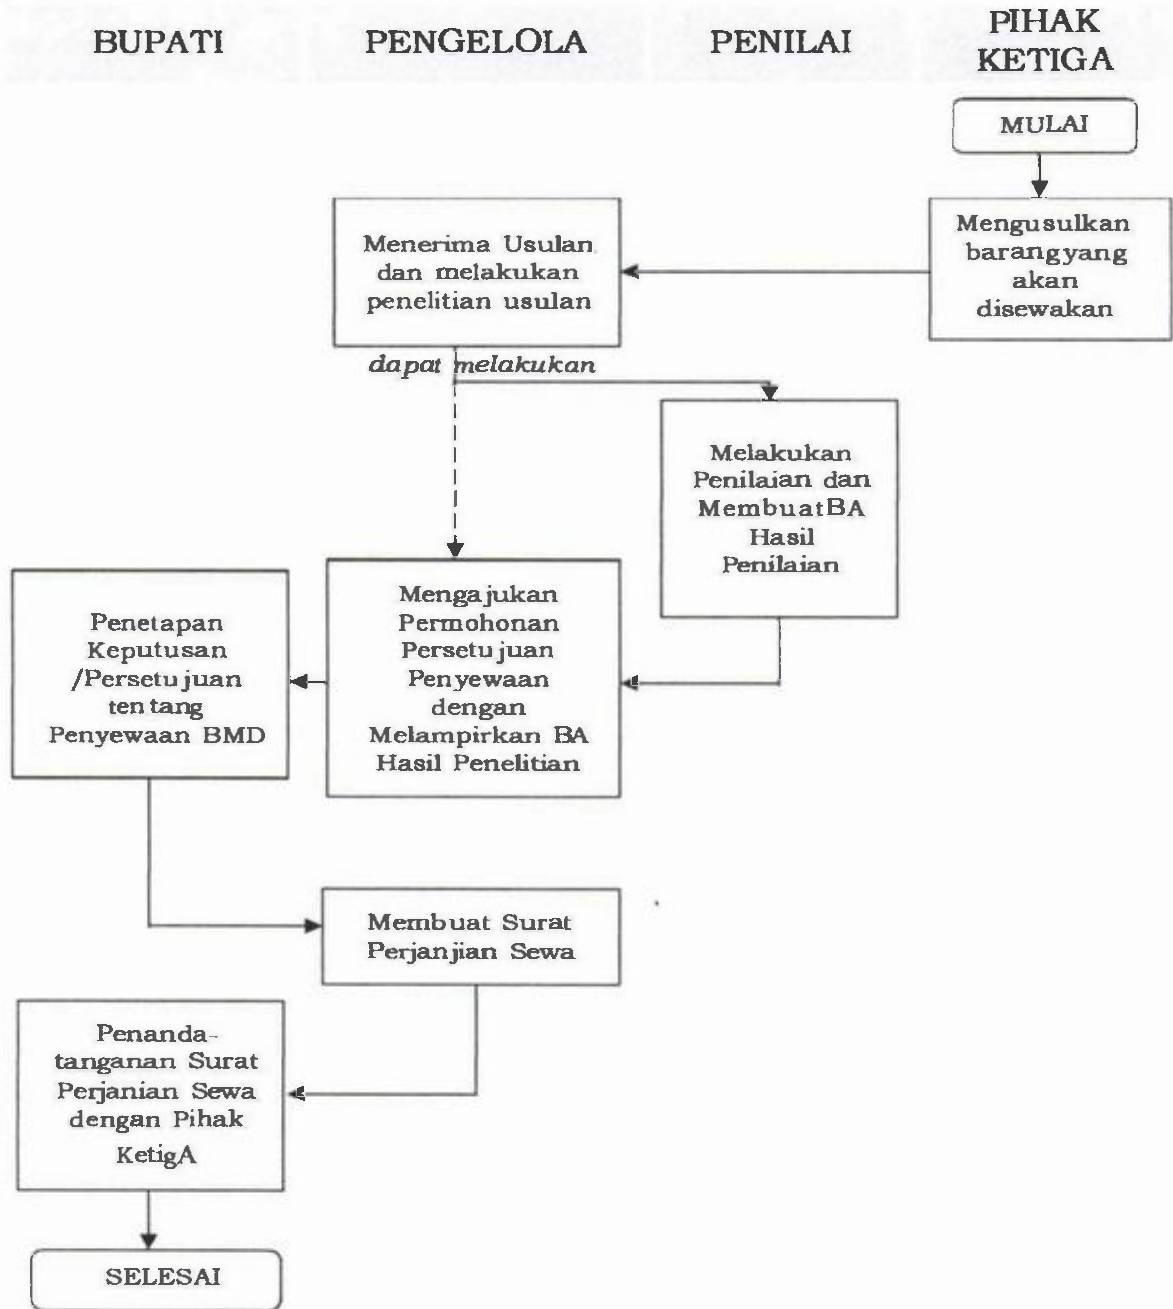 BUPATI
PENGELOLA
PENILAI
PIHAK
KETIGA
MULAI
Mengusulkan
barangyang
akan
disewakan
Menerima Usulan
dan melakukan
penelitian usulan
dapat melakukan
Melakukan
Penilaian dan
MembuatBA
Hasil
Penilaian
Mengajukan
Permohonan
Persetujuan
Penyewaan
dengan
Melampirkan BA
Hasil Penelitian
Penetapan
Keputusan
/Persetujuan
tentang
Penyewaan BMD
Membuat Surat
Perjanjian Sewa
Penanda-
tanganan Surat
Perjanian Sewa
dengan Pihak
KetigA
SELESAI